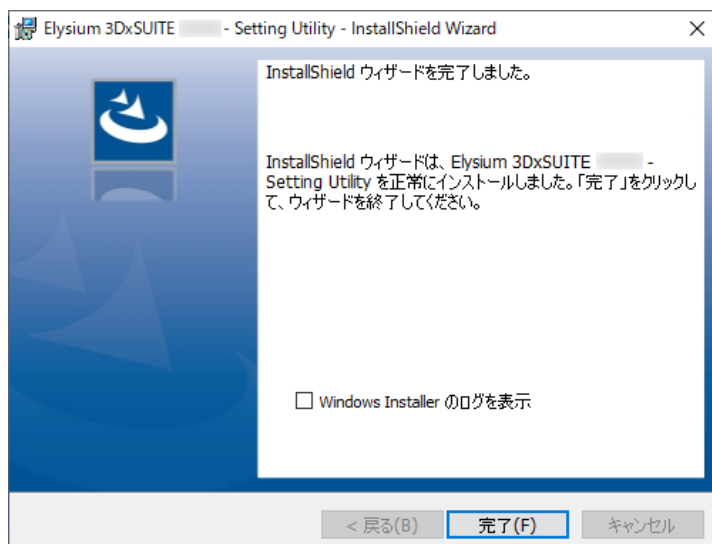 Elysium 3DxSUITE - Setting Utility - InstallShield Wizard
InstallShield ウィザードを完了しました。
InstallShield ウィザードは、Elysium 3DxSUITE -
Setting Utility を正常にインストールしました。「完了」をクリックし
て、ウィザードを終了してください。
Windows Installer のログを表示
< 戻る(B) 完了(F) キャンセル